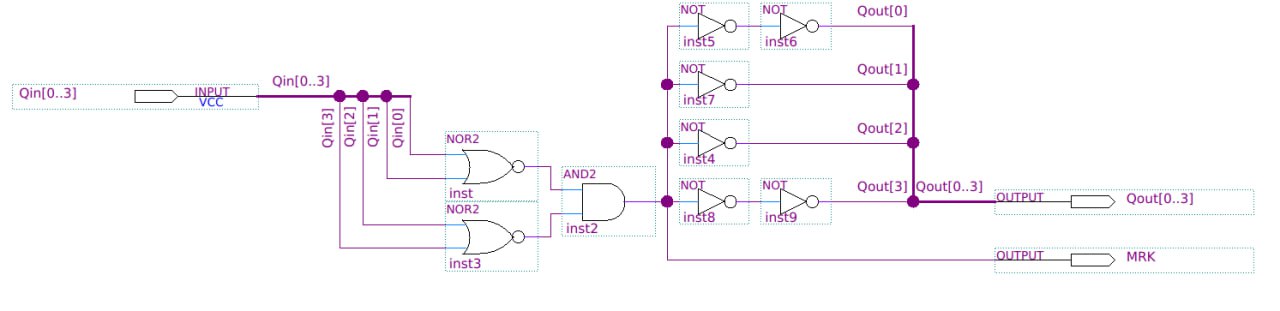 Qin[0..3]
INPUT
VCC
Qin[0..3]
Qin[3]
Qin[2]
Qin[1]
Qin[0]
NOR2
inst
NOR2
inst3
AND2
inst2
NOT
inst5
NOT
inst6
Qout[0]
NOT
inst7
Qout[1]
NOT
inst4
Qout[2]
NOT
inst8
NOT
inst9
Qout[3]
Qout[0..3]
OUTPUT
Qout[0..3]
OUTPUT
MRK